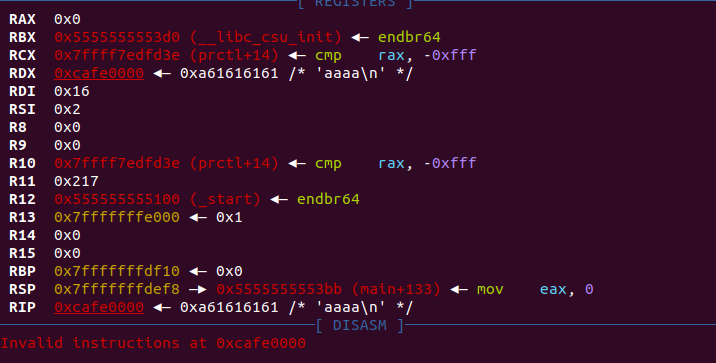 [ REGISTERS ]
RAX 0x0
RBX 0x5555555553d0 (__libc_csu_init) ◂— endbr64
RCX 0x7ffff7edfd3e (prctl+14) ◂— cmp rax, -0xfff
RDX 0xcafe0000 ◂— 0xa61616161 /* 'aaaa\n' */
RDI 0x16
RSI 0x2
R8 0x0
R9 0x0
R10 0x7ffff7edfd3e (prctl+14) ◂— cmp rax, -0xfff
R11 0x217
R12 0x555555555100 (_start) ◂— endbr64
R13 0x7fffffffe000 ◂— 0x1
R14 0x0
R15 0x0
RBP 0x7fffffffdf10 ◂— 0x0
RSP 0x7fffffffdef8 —▸ 0x5555555553bb (main+133) ◂— mov eax, 0
RIP 0xcafe0000 ◂— 0xa61616161 /* 'aaaa\n' */
[ DISASM ]
Invalid instructions at 0xcafe0000